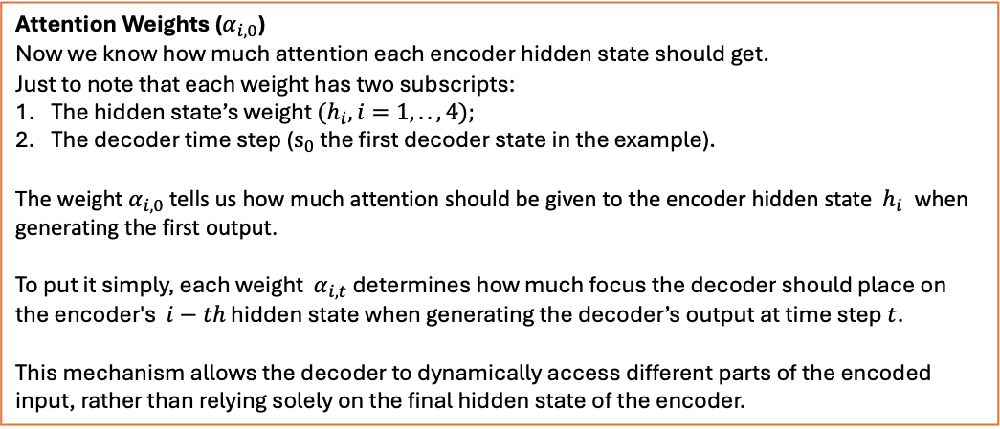 Attention Weights (α_{i,0})
Now we know how much attention each encoder hidden state should get.
Just to note that each weight has two subscripts:
1. The hidden state's weight (h_i, i = 1,..,4);
2. The decoder time step (s_0 the first decoder state in the example).
The weight α_{i,0} tells us how much attention should be given to the encoder hidden state h_i when
generating the first output.
To put it simply, each weight α_{i,t} determines how much focus the decoder should place on
the encoder's i − th hidden state when generating the decoder's output at time step t.
This mechanism allows the decoder to dynamically access different parts of the encoded
input, rather than relying solely on the final hidden state of the encoder.